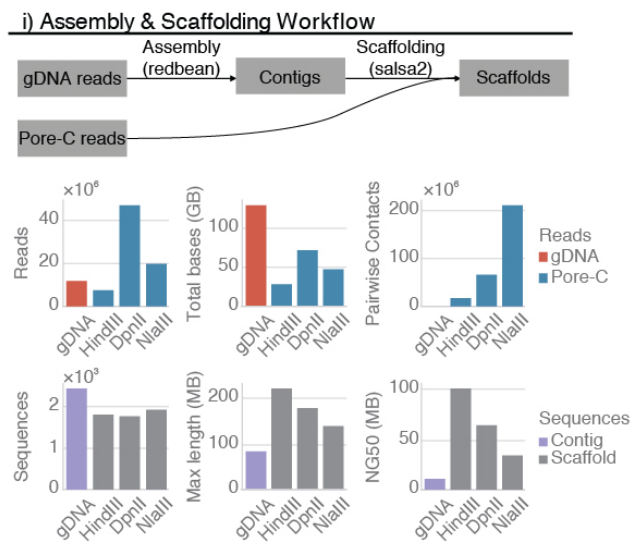 i) Assembly & Scaffolding Workflow
Assembly
(redbean)
Scaffolding
(salsa2)
gDNA reads
Contigs
Scaffolds
Pore-C reads
×10⁶
40
20
0
Reads
gDNA
HindIII
DpnII
NlaIII
100
50
0
Total bases (GB)
gDNA
HindIII
DpnII
NlaIII
×10⁶
200
100
0
Pairwise Contacts
gDNA
HindIII
DpnII
NlaIII
Reads
gDNA
Pore-C
×10³
2
1
0
Sequences
gDNA
HindIII
DpnII
NlaIII
200
100
0
Max length (MB)
gDNA
HindIII
DpnII
NlaIII
100
50
0
NG50 (MB)
gDNA
HindIII
DpnII
NlaIII
Sequences
Contig
Scaffold